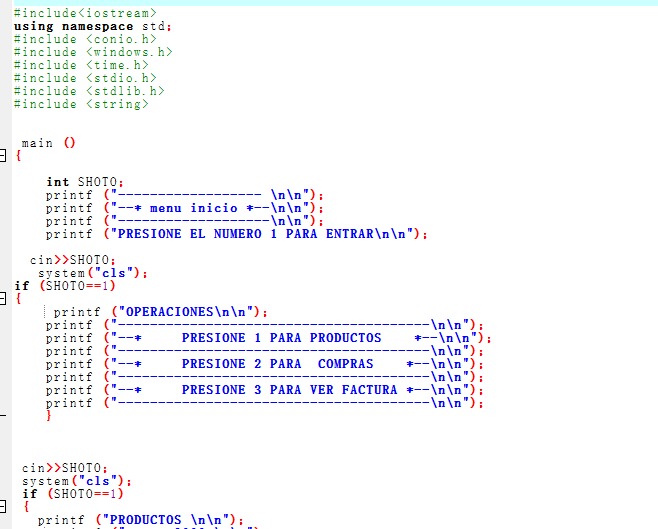 #include<iostream>
using namespace std;
#include <conio.h>
#include <windows.h>
#include <time.h>
#include <stdio.h>
#include <stdlib.h>
#include <string>
main ()
{
int SHOTO;
printf ("------------------ \n\n");
printf ("--* menu inicio *--\n\n");
printf ("-------------------\n\n");
printf ("PRESIONE EL NUMERO 1 PARA ENTRAR\n\n");
cin>>SHOTO;
system("cls");
if (SHOTO==1)
{
printf ("OPERACIONES\n\n");
printf ("---------------------------------------\n\n");
printf ("--*     PRESIONE 1 PARA PRODUCTOS    *--\n\n");
printf ("---------------------------------------\n\n");
printf ("--*     PRESIONE 2 PARA  COMPRAS    *--\n\n");
printf ("---------------------------------------\n\n");
printf ("--*     PRESIONE 3 PARA VER FACTURA *--\n\n");
printf ("---------------------------------------\n\n");
}
cin>>SHOTO;
system("cls");
if (SHOTO==1)
{
printf ("PRODUCTOS \n\n");